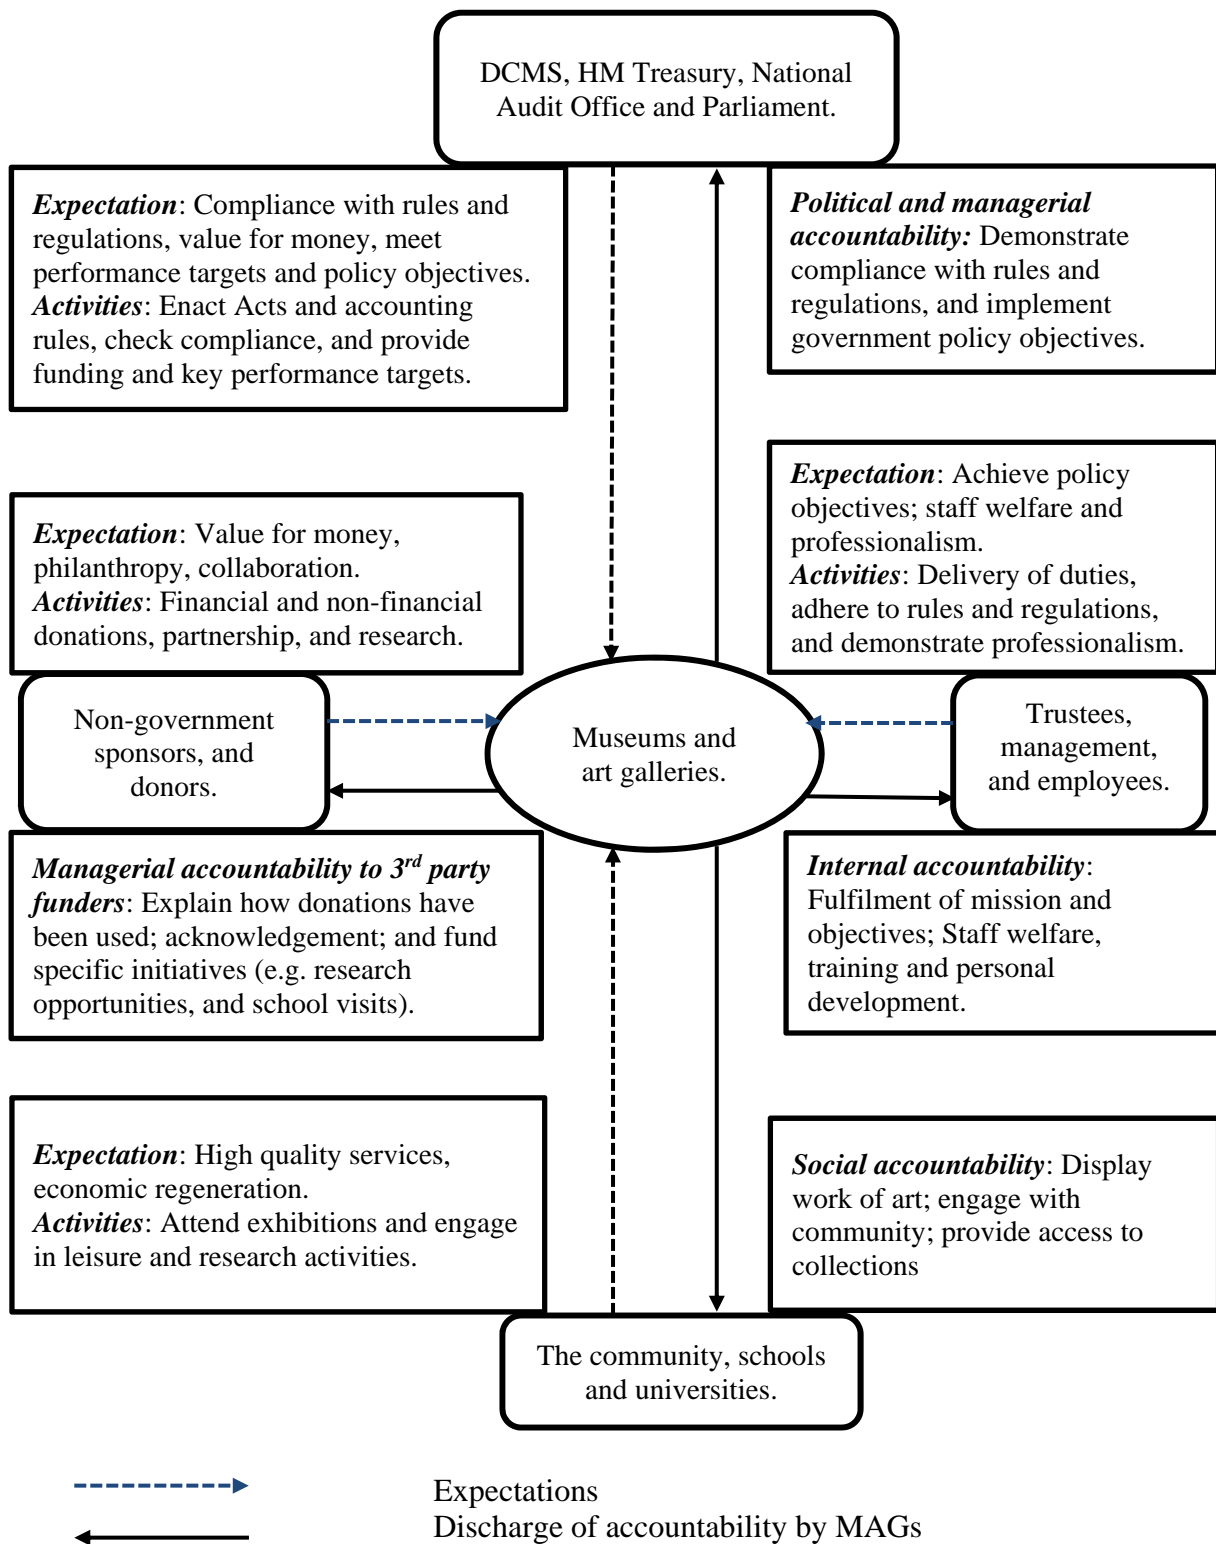 DCMS, HM Treasury, National
Audit Office and Parliament.
Expectation: Compliance with rules and
regulations, value for money, meet
performance targets and policy objectives.
Activities: Enact Acts and accounting
rules, check compliance, and provide
funding and key performance targets.
Political and managerial
accountability: Demonstrate
compliance with rules and
regulations, and implement
government policy objectives.
Expectation: Value for money,
philanthropy, collaboration.
Activities: Financial and non-financial
donations, partnership, and research.
Expectation: Achieve policy
objectives; staff welfare and
professionalism.
Activities: Delivery of duties,
adhere to rules and regulations,
and demonstrate professionalism.
Non-government
sponsors, and
donors.
Museums and
art galleries.
Trustees,
management,
and employees.
Managerial accountability to 3rd party
funders: Explain how donations have
been used; acknowledgement; and fund
specific initiatives (e.g. research
opportunities, and school visits).
Internal accountability:
Fulfilment of mission and
objectives; Staff welfare,
training and personal
development.
Expectation: High quality services,
economic regeneration.
Activities: Attend exhibitions and engage
in leisure and research activities.
Social accountability: Display
work of art; engage with
community; provide access to
collections
The community, schools
and universities.
Expectations
Discharge of accountability by MAGs